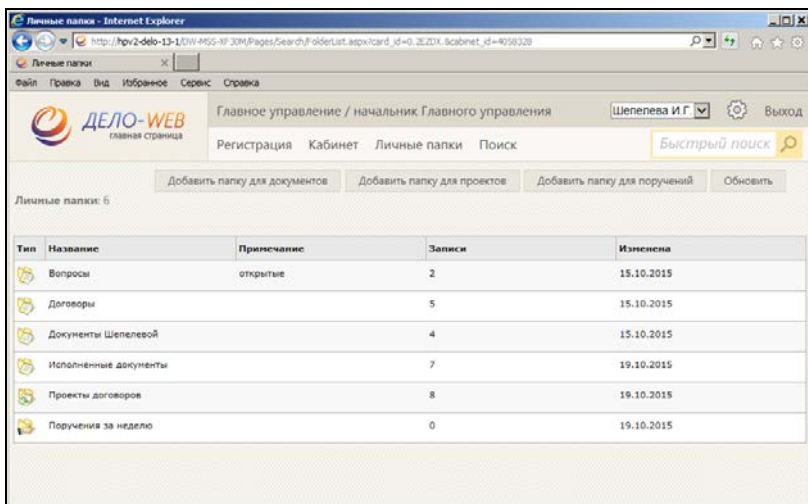 Личные папки - Internet Explorer
http://hpv2-delo-13-1/DW-MSS-XF30M/Pages/Search/FolderList.aspx?card_id=0.2EZDX.&cabinet_id=4058328
Личные папки
Файл Правка Вид Избранное Сервис Справка
ДЕЛО-WEB
главная страница
Главное управление / начальник Главного управления
Шепелева И.Г.
Выход
Регистрация Кабинет Личные папки Поиск
Быстрый поиск
Добавить папку для документов Добавить папку для проектов Добавить папку для поручений Обновить
Личные папки: 6
Тип Название Примечание Записи Изменена
Вопросы открытые 2 15.10.2015
Договоры 5 15.10.2015
Документы Шепелевой 4 15.10.2015
Исполненные документы 7 19.10.2015
Проекты договоров 8 19.10.2015
Поручения за неделю 0 19.10.2015